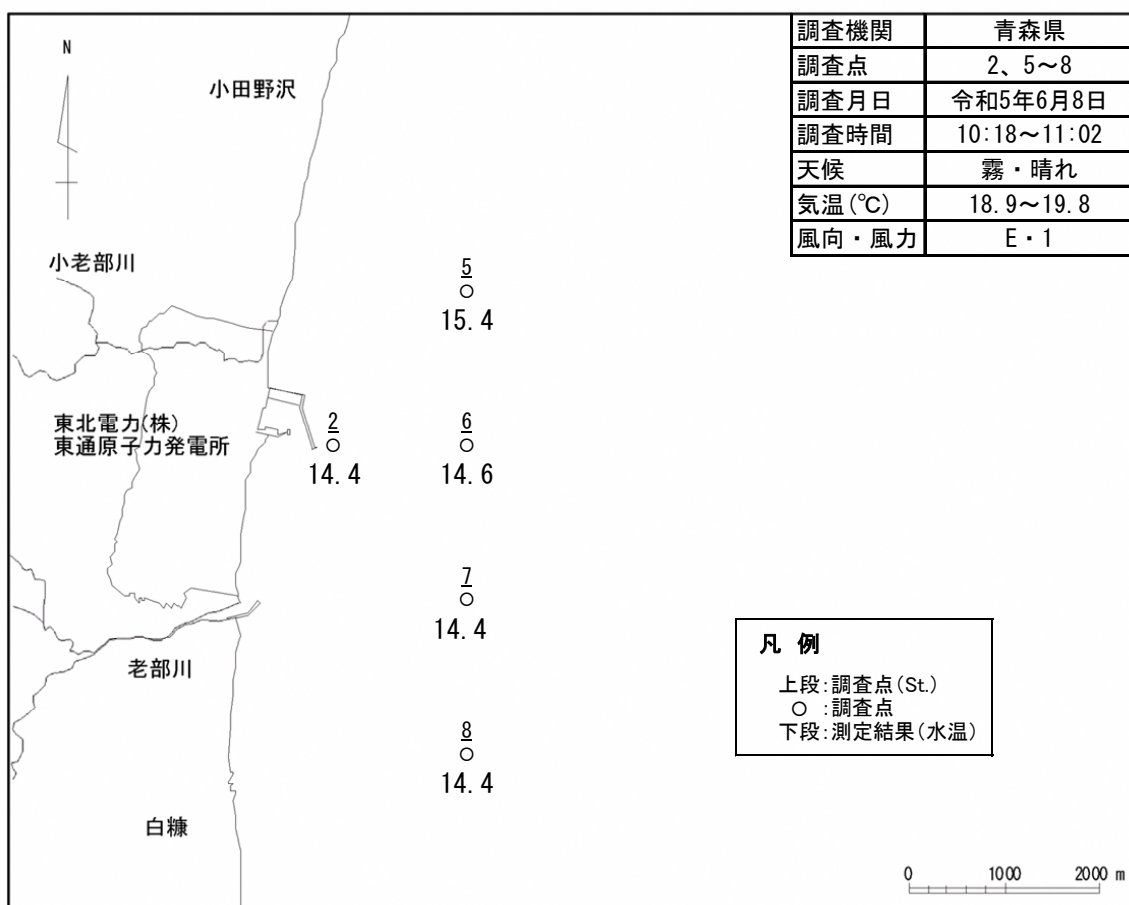 調査機関 青森県
調査点 2、5～8
調査月日 令和5年6月8日
調査時間 10:18～11:02
天候 霧・晴れ
気温(℃) 18.9～19.8
風向・風力 E・1
N
小田野沢
小老部川
5
15.4
東北電力(株)
東通原子力発電所
2
14.4
6
14.6
7
14.4
老部川
8
14.4
白糠
凡 例
上段:調査点(St.)
○ :調査点
下段:測定結果(水温)
0 1000 2000 m